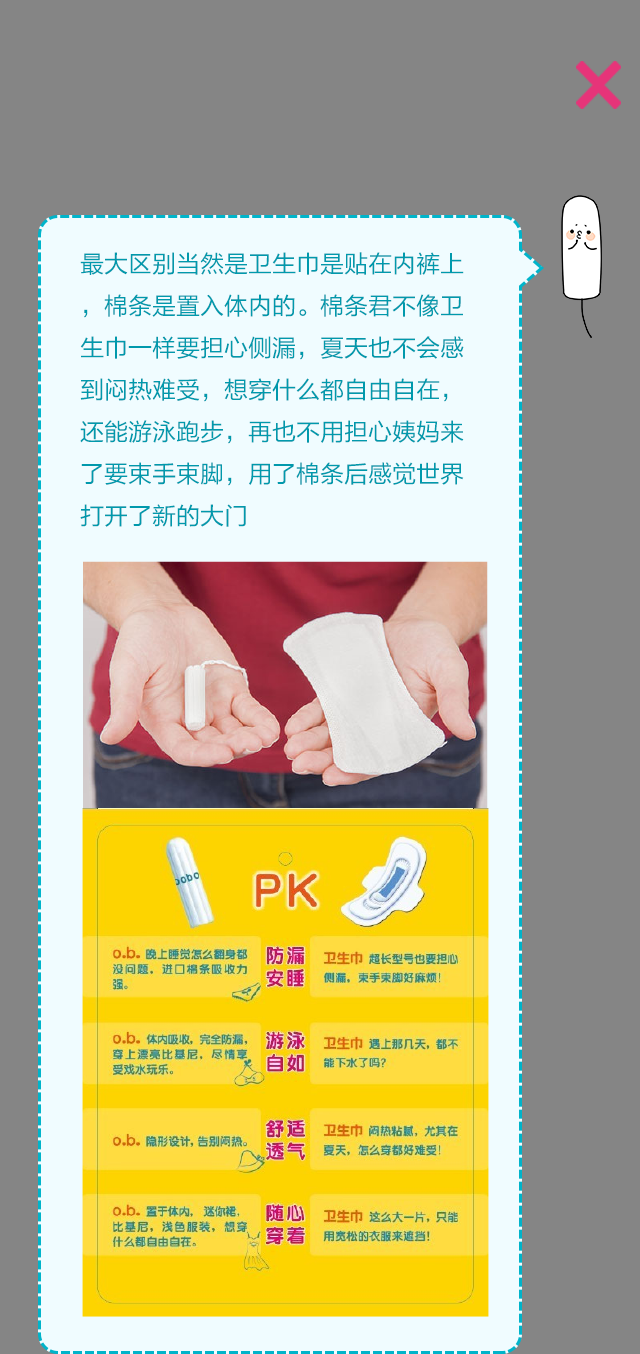 最大区别当然是卫生巾是贴在内裤上
，棉条是置入体内的。棉条君不像卫
生巾一样要担心侧漏，夏天也不会感
到闷热难受，想穿什么都自由自在，
还能游泳跑步，再也不用担心姨妈来
了要束手束脚，用了棉条后感觉世界
打开了新的大门
oobo
PK
o.b. 晚上睡觉怎么翻身都
没问题，进口棉条吸收力
强。
防漏
安睡
卫生巾 超长型号也要担心
侧漏，束手束脚好麻烦！
o.b. 体内吸收，完全防漏，
穿上漂亮比基尼，尽情享
受戏水玩乐。
游泳
自如
卫生巾 遇上那几天，都不
能下水了吗？
o.b. 隐形设计，告别闷热。
舒适
透气
卫生巾 闷热粘腻，尤其在
夏天，怎么穿都好难受！
o.b. 置于体内，迷你裙，
比基尼，浅色服装，想穿
什么都自由自在。
随心
穿着
卫生巾 这么大一片，只能
用宽松的衣服来遮挡！